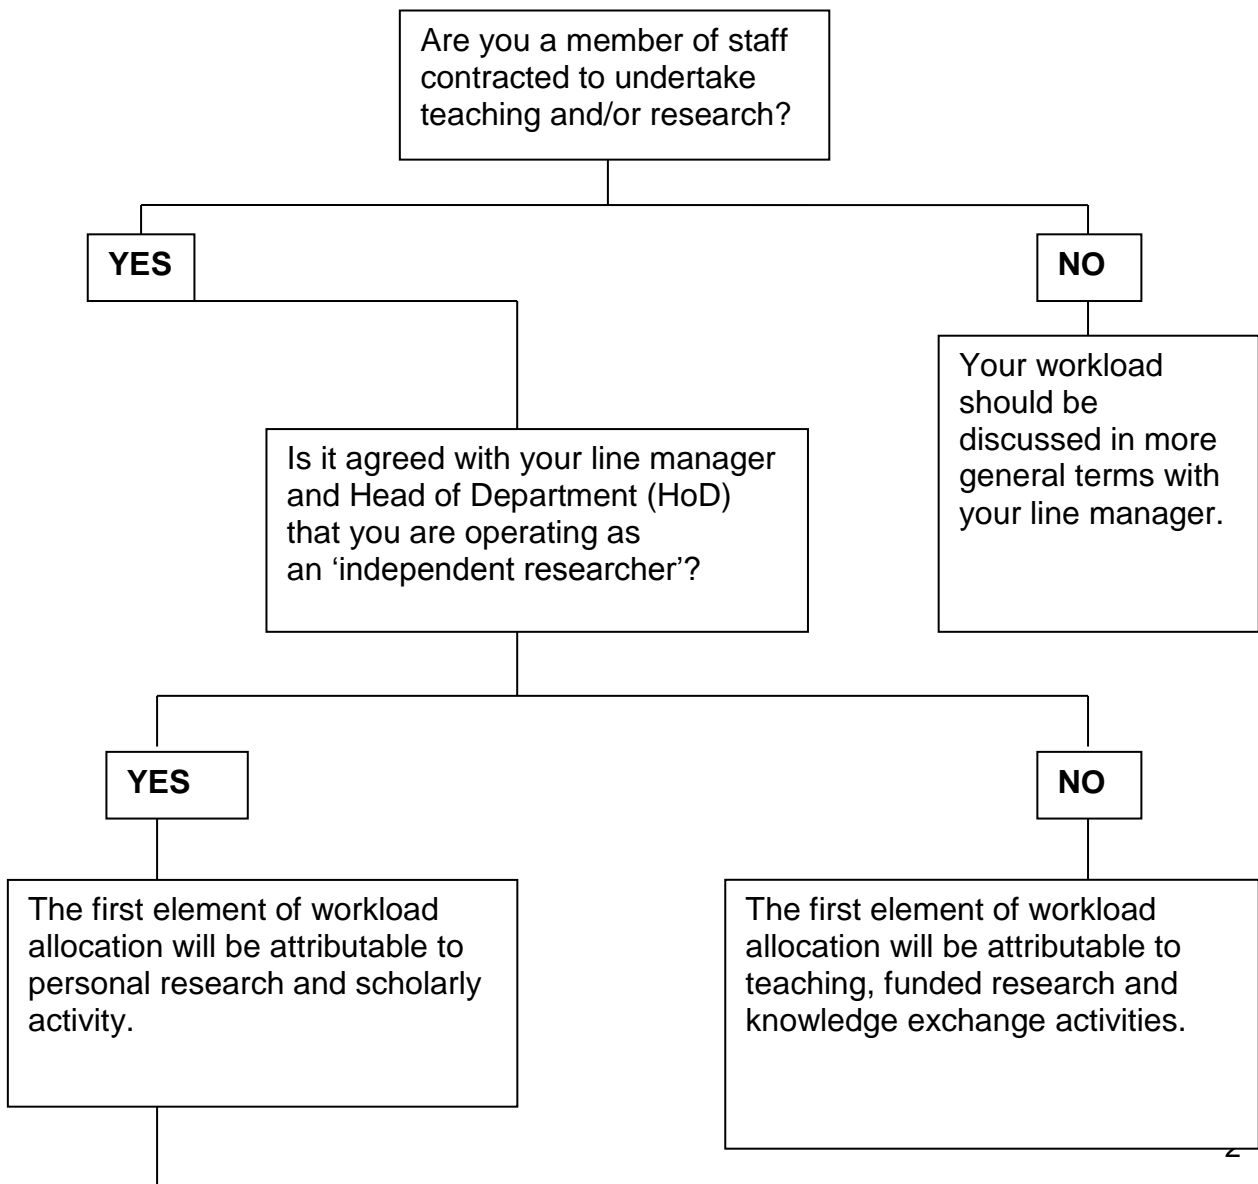 Are you a member of staff
contracted to undertake
teaching and/or research?
YES
NO
Your workload
should be
discussed in more
general terms with
your line manager.
Is it agreed with your line manager
and Head of Department (HoD)
that you are operating as
an ‘independent researcher’?
YES
NO
The first element of workload
allocation will be attributable to
personal research and scholarly
activity.
The first element of workload
allocation will be attributable to
teaching, funded research and
knowledge exchange activities.
2